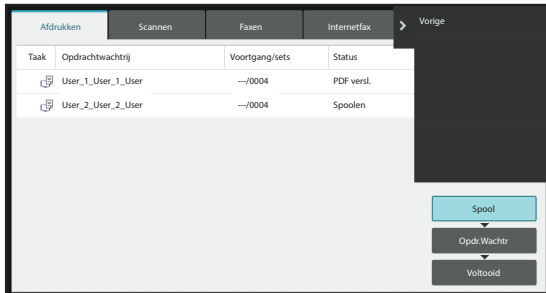 Afdrukken Scannen Faxen Internetfax Vorige
Taak Opdrachtwachtrij Voortgang/sets Status
User_1_User_1_User ---/0004 PDF versl.
User_2_User_2_User ---/0004 Spoolen
Spool
Opdr.Wachtr
Voltooid